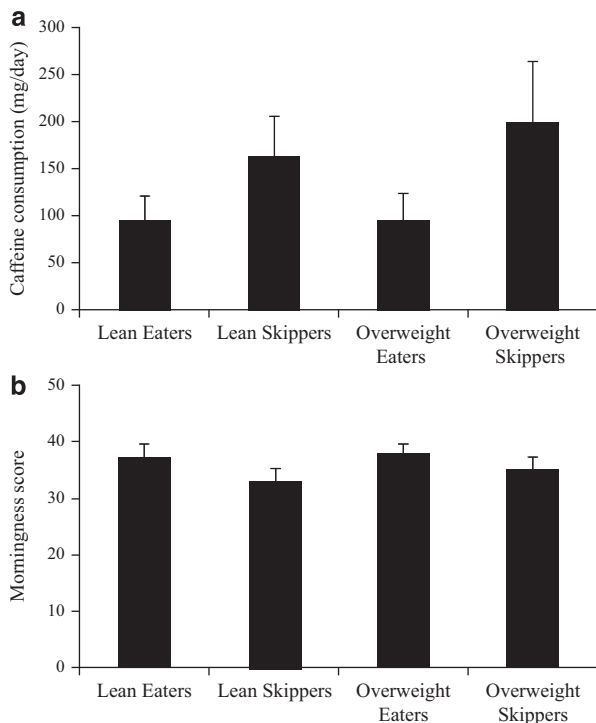 a
Caffeine consumption (mg/day)
300
250
200
150
100
50
0
Lean Eaters
Lean Skippers
Overweight
Eaters
Overweight
Skippers
b
Morningness score
50
40
30
20
10
0
Lean Eaters
Lean Skippers
Overweight
Eaters
Overweight
Skippers